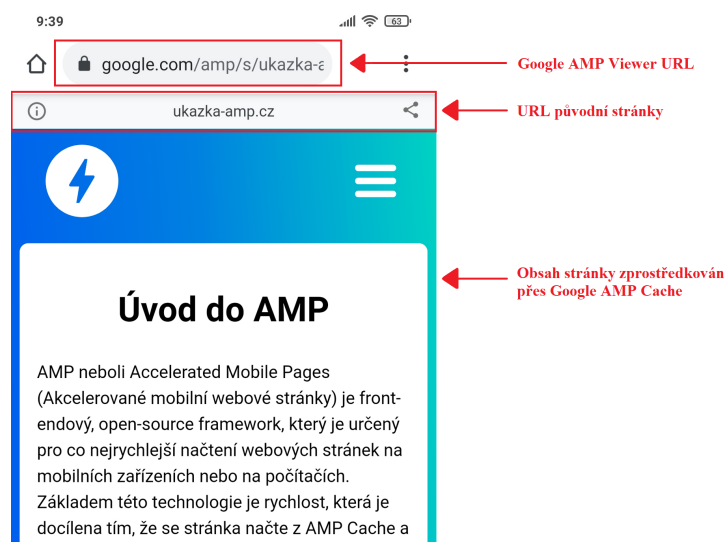 9:39
63
google.com/amp/s/ukazka-a
Google AMP Viewer URL
ukazka-amp.cz
URL původní stránky
Obsah stránky zprostředkován
přes Google AMP Cache
Úvod do AMP
AMP neboli Accelerated Mobile Pages
(Akcelerované mobilní webové stránky) je front-
endový, open-source framework, který je určený
pro co nejrychlejší načtení webových stránek na
mobilních zařízeních nebo na počítačích.
Základem této technologie je rychlost, která je
docílena tím, že se stránka načte z AMP Cache a